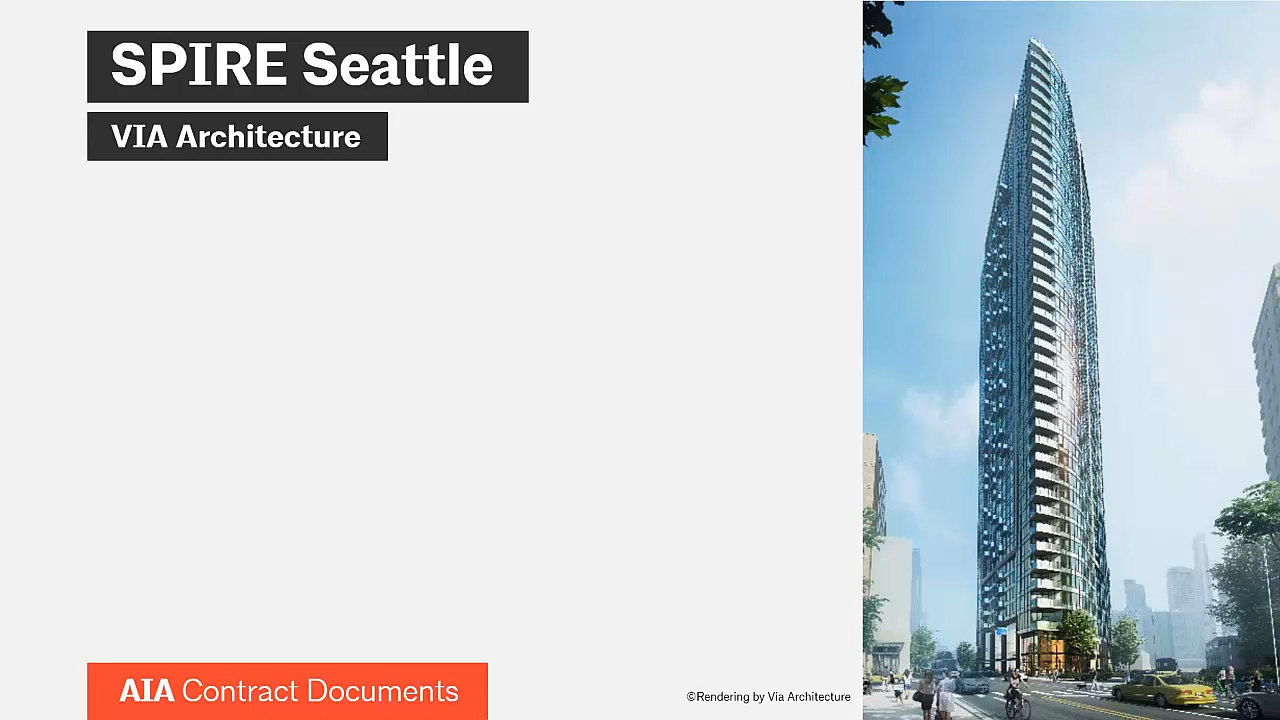 SPIRE Seattle
VIA Architecture
AIA Contract Documents
©Rendering by Via Architecture